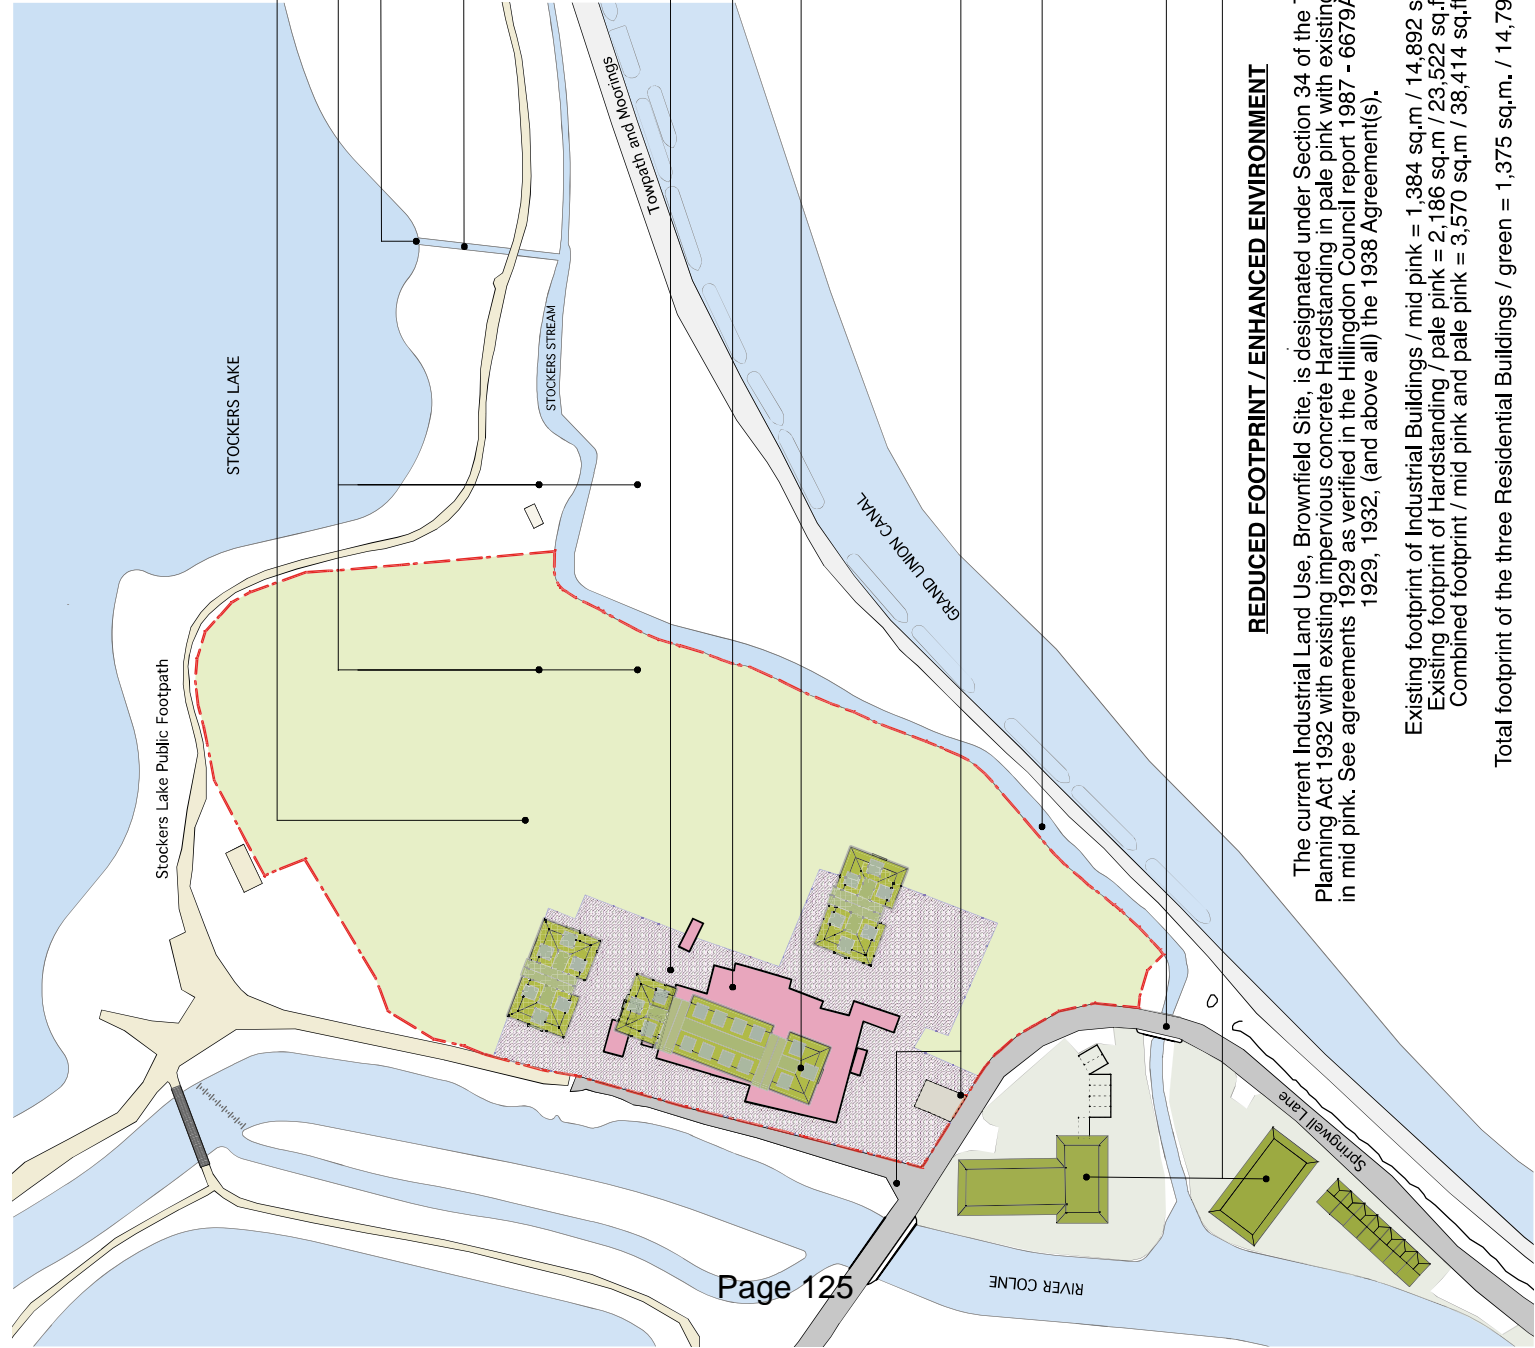 STOCKERS LAKE
Stockers Lake Public Footpath
STOCKERS STREAM
Towpath and Moorings
GRAND UNION CANAL
Springwell Lane
RIVER COLNE
REDUCED FOOTPRINT / ENHANCED ENVIRONMENT
The current Industrial Land Use, Brownfield Site, is designated under Section 34 of the
Planning Act 1932 with existing impervious concrete Hardstanding in pale pink with existing
in mid pink. See agreements 1929 as verified in the Hillingdon Council report 1987 - 6679A
1929, 1932, (and above all) the 1938 Agreement(s).
Existing footprint of Industrial Buildings / mid pink = 1,384 sq.m / 14,892 s
Existing footprint of Hardstanding / pale pink = 2,186 sq.m / 23,522 sq.f
Combined footprint / mid pink and pale pink = 3,570 sq.m / 38,414 sq.f
Total footprint of the three Residential Buildings / green = 1,375 sq.m. / 14,79
Page 125